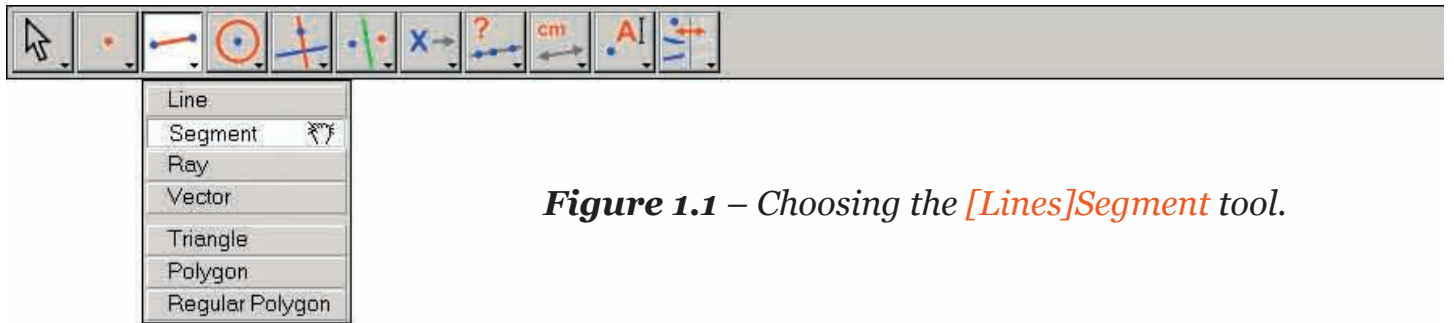 X
?
cm
A
Line
Segment
Ray
Vector
Triangle
Polygon
Regular Polygon
Figure 1.1 – Choosing the [Lines]Segment tool.